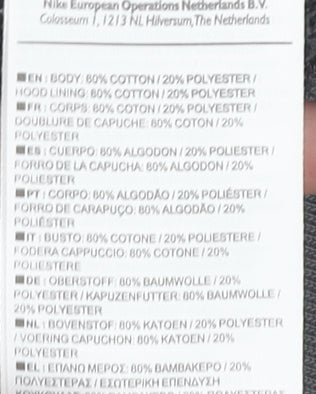 Nike European Operations Netherlands B.V.
Colosseum 1, 1213 NL Hilversum, The Netherlands
EN : BODY: 80% COTTON / 20% POLYESTER /
HOOD LINING: 80% COTTON / 20% POLYESTER
FR : CORPS: 80% COTON / 20% POLYESTER /
DOUBLURE DE CAPUCHE: 80% COTON / 20%
POLYESTER
ES : CUERPO: 80% ALGODON / 20% POLIESTER /
FORRO DE LA CAPUCHA: 80% ALGODON / 20%
POLIESTER
PT : CORPO: 80% ALGODÃO / 20% POLIÉSTER /
FORRO DE CARAPUÇO: 80% ALGODÃO / 20%
POLIÉSTER
IT : BUSTO: 80% COTONE / 20% POLIESTERE /
FODERA CAPPUCCIO: 80% COTONE / 20%
POLIESTERE
DE : OBERSTOFF: 80% BAUMWOLLE / 20%
POLYESTER / KAPUZENFUTTER: 80% BAUMWOLLE /
20% POLYESTER
NL : BOVENSTOF: 80% KATOEN / 20% POLYESTER
/ VOERING CAPUCHON: 80% KATOEN / 20%
POLYESTER
EL : ΕΠΑΝΩ ΜΕΡΟΣ: 80% ΒΑΜΒΑΚΕΡΟ / 20%
ΠΟΛΥΕΣΤΕΡΑΣ / ΕΣΩΤΕΡΙΚΗ ΕΠΕΝΔΥΣΗ